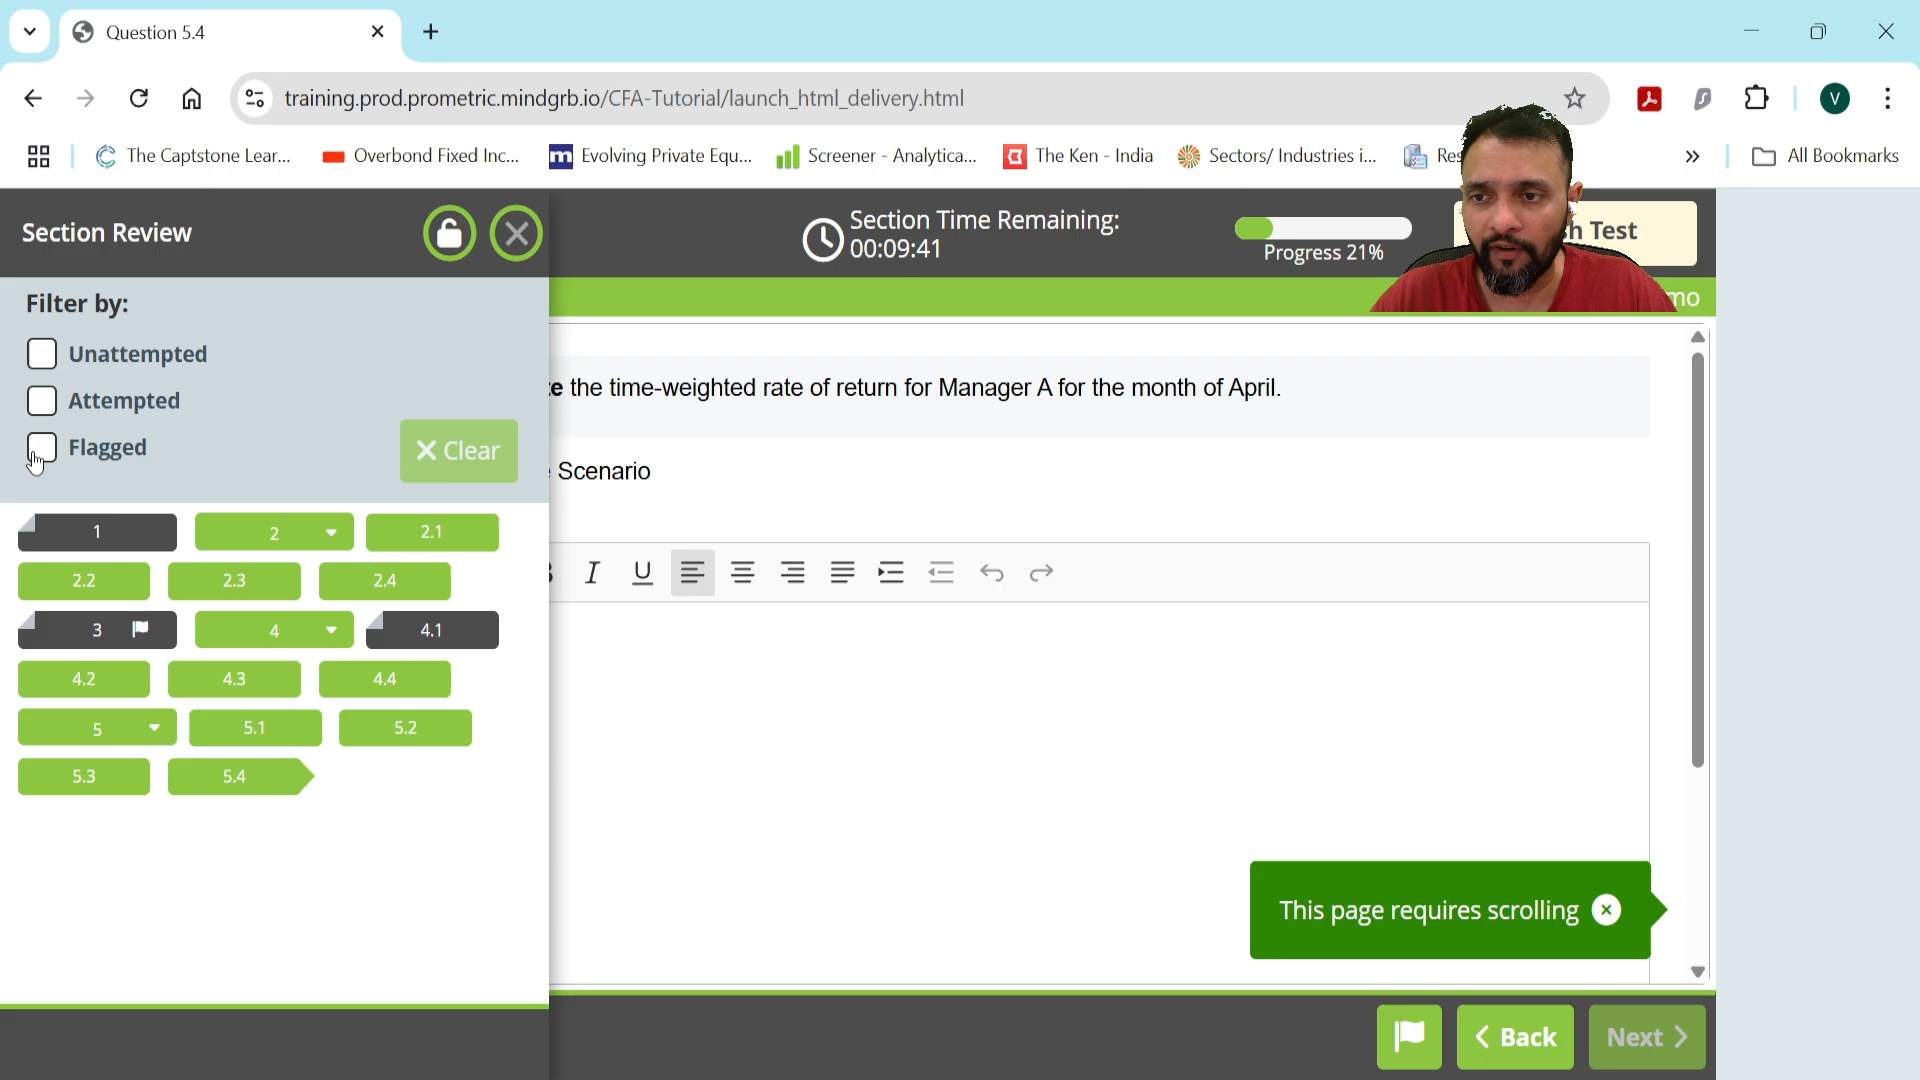 Question 5.4
training.prod.prometric.mindgrb.io/CFA-Tutorial/launch_html_delivery.html
V
The Captstone Lear...
Overbond Fixed Inc...
Evolving Private Equ...
Screener - Analytica...
The Ken - India
Sectors/ Industries i...
Res
All Bookmarks
Section Review
Section Time Remaining:
00:09:41
Progress 21%
h Test
mo
Filter by:
Unattempted
Attempted
Flagged
Clear
e the time-weighted rate of return for Manager A for the month of April.
Scenario
1
2
2.1
2.2
2.3
2.4
3
4
4.1
4.2
4.3
4.4
5
5.1
5.2
5.3
5.4
This page requires scrolling
Back
Next